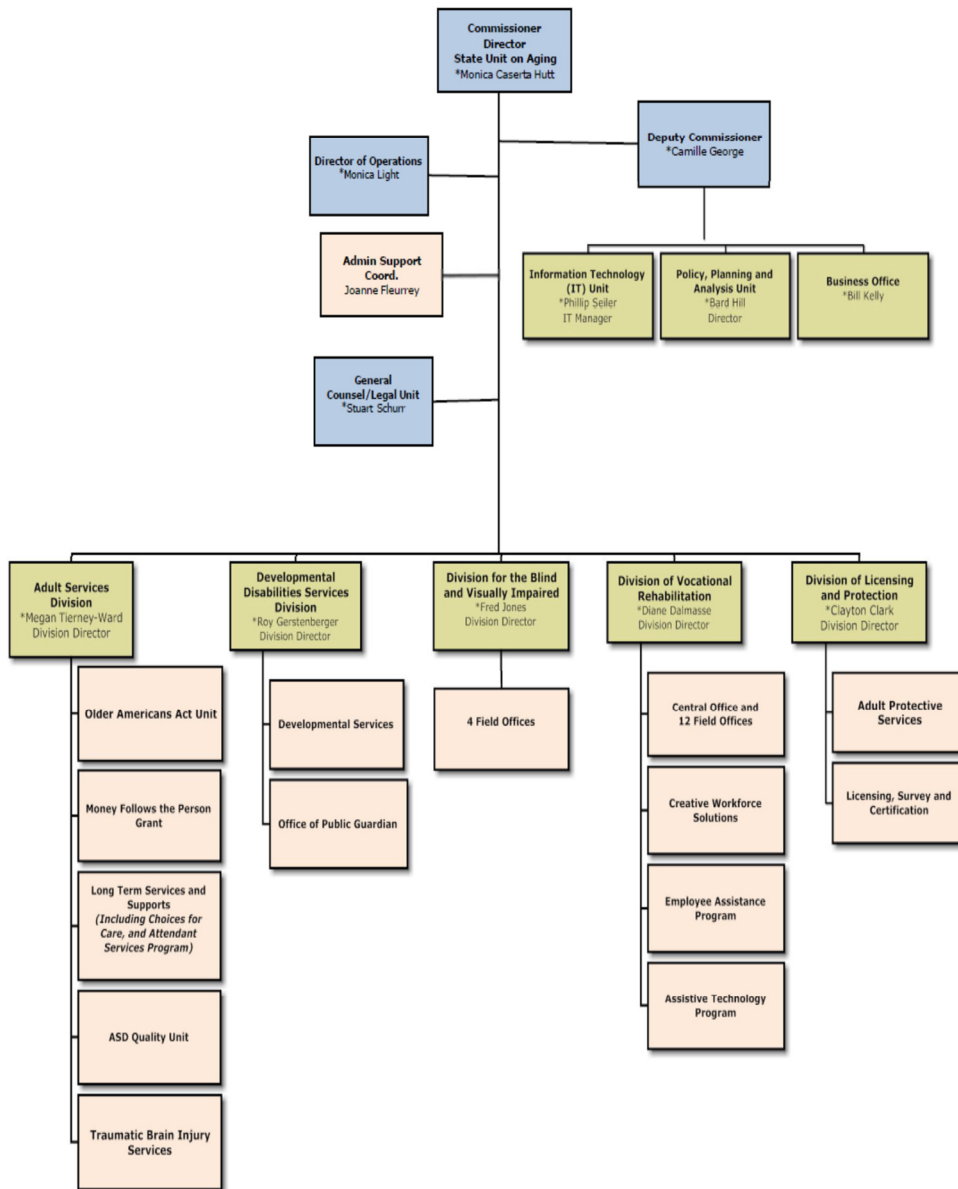 Commissioner
Director
State Unit on Aging
*Monica Caserta Hutt
Deputy Commissioner
*Camille George
Director of Operations
*Monica Light
Admin Support
Coord.
Joanne Fleurrey
Information Technology
(IT) Unit
*Phillip Seiler
IT Manager
Policy, Planning and
Analysis Unit
*Bard Hill
Director
Business Office
*Bill Kelly
General
Counsel/Legal Unit
*Stuart Schurr
Adult Services
Division
*Megan Tierney-Ward
Division Director
Developmental
Disabilities Services
Division
*Roy Gerstenberger
Division Director
Division for the Blind
and Visually Impaired
*Fred Jones
Division Director
Division of Vocational
Rehabilitation
*Diane Dalmasse
Division Director
Division of Licensing
and Protection
*Clayton Clark
Division Director
Older Americans Act Unit
Money Follows the Person
Grant
Long Term Services and
Supports
(Including Choices for
Care, and Attendant
Services Program)
ASD Quality Unit
Traumatic Brain Injury
Services
Developmental Services
Office of Public Guardian
4 Field Offices
Central Office and
12 Field Offices
Creative Workforce
Solutions
Employee Assistance
Program
Assistive Technology
Program
Adult Protective
Services
Licensing, Survey and
Certification